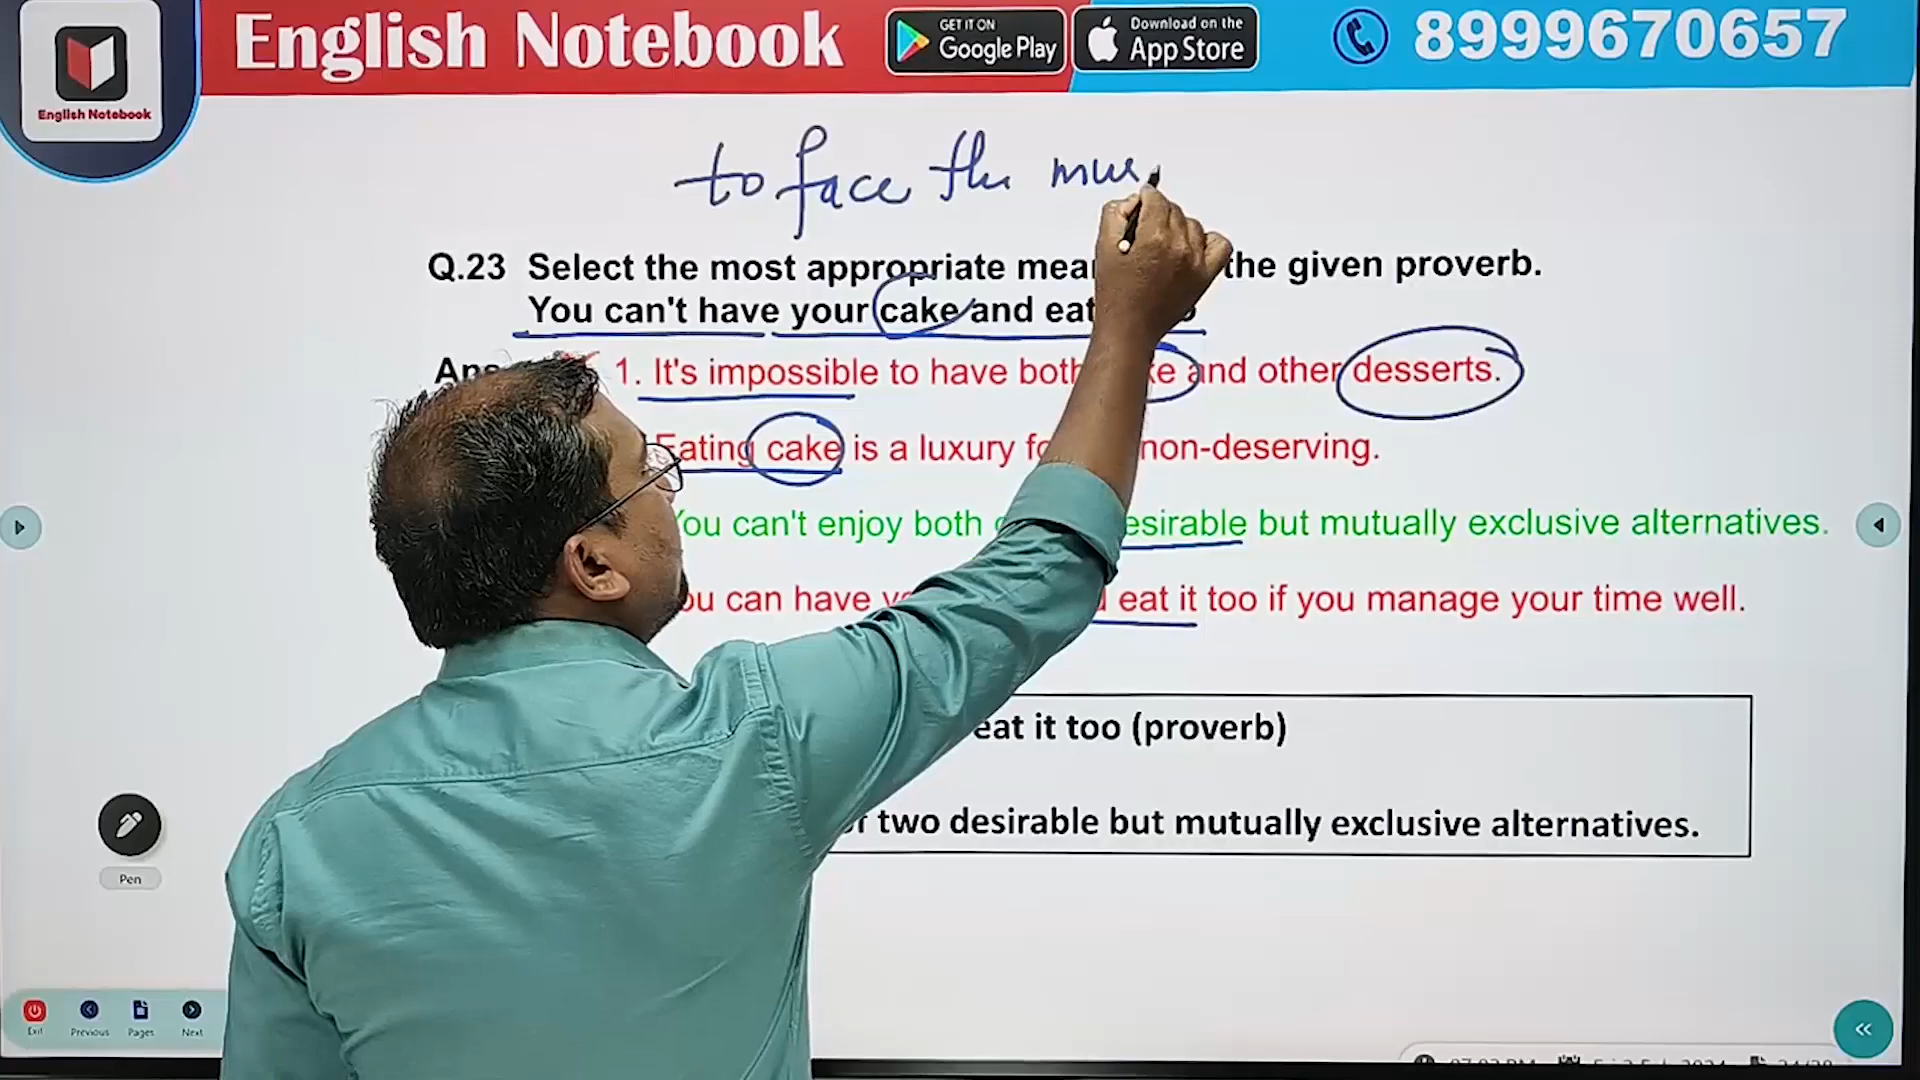 English Notebook
GET IT ON
Google Play
Download on the
App Store
8999670657
English Notebook
to face the mus
Q.23 Select the most appropriate the given proverb.
You can't have your cake and eat
Ans 1. It's impossible to have both and other desserts.
Eating cake is a luxury non-deserving.
You can't enjoy both desirable but mutually exclusive alternatives.
can have eat it too if you manage your time well.
eat it too (proverb)
two desirable but mutually exclusive alternatives.
Pen
Exit Previous Pages Next